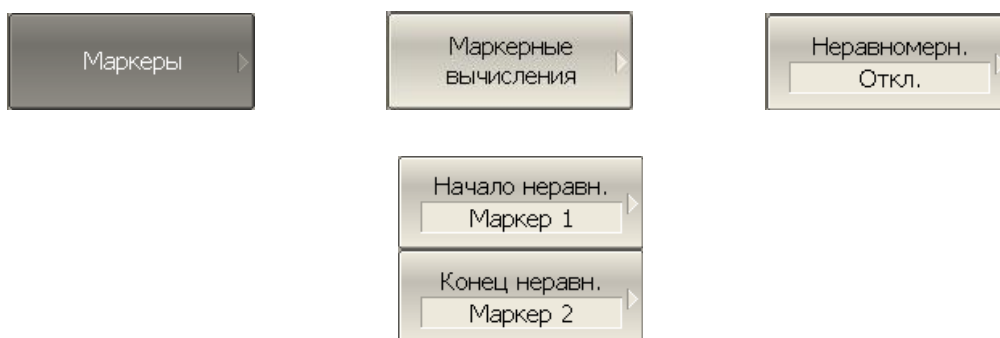 Маркеры
Маркерные
вычисления
Неравномерн.
Откл.
Начало неравн.
Маркер 1
Конец неравн.
Маркер 2